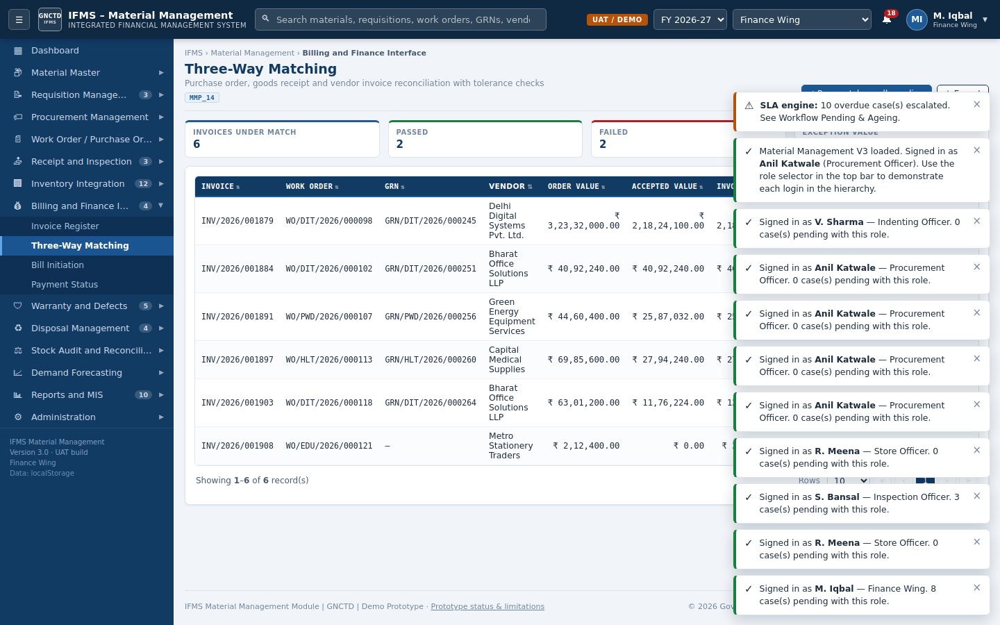 ☰
GNCTD
IFMS
IFMS – Material Management
INTEGRATED FINANCIAL MANAGEMENT SYSTEM
Search materials, requisitions, work orders, GRNs, vend
UAT / DEMO
FY 2026-27
Finance Wing
18
MI
M. Iqbal
Finance Wing
Dashboard
Material Master
Requisition Manage... 3
Procurement Management
Work Order / Purchase Or...
Receipt and Inspection 3
Inventory Integration 12
Billing and Finance I... 4
Invoice Register
Three-Way Matching
Bill Initiation
Payment Status
Warranty and Defects 5
Disposal Management 4
Stock Audit and Reconcili...
Demand Forecasting
Reports and MIS 10
Administration
IFMS Material Management
Version 3.0 · UAT build
Finance Wing
Data: localStorage
IFMS › Material Management › Billing and Finance Interface
Three-Way Matching
Purchase order, goods receipt and vendor invoice reconciliation with tolerance checks
MMP_14
INVOICES UNDER MATCH
6
PASSED
2
FAILED
2
EXCEPTION VALUE
INVOICE WORK ORDER GRN VENDOR ORDER VALUE ACCEPTED VALUE
INV/2026/001879 WO/DIT/2026/000098 GRN/DIT/2026/000245 Delhi Digital Systems Pvt. Ltd. ₹ 3,23,32,000.00 ₹ 2,18,24,100.00
INV/2026/001884 WO/DIT/2026/000102 GRN/DIT/2026/000251 Bharat Office Solutions LLP ₹ 40,92,240.00 ₹ 40,92,240.00
INV/2026/001891 WO/PWD/2026/000107 GRN/PWD/2026/000256 Green Energy Equipment Services ₹ 44,60,400.00 ₹ 25,87,032.00
INV/2026/001897 WO/HLT/2026/000113 GRN/HLT/2026/000260 Capital Medical Supplies ₹ 69,85,600.00 ₹ 27,94,240.00
INV/2026/001903 WO/DIT/2026/000118 GRN/DIT/2026/000264 Bharat Office Solutions LLP ₹ 63,01,200.00 ₹ 11,76,224.00
INV/2026/001908 WO/EDU/2026/000121 — Metro Stationery Traders ₹ 2,12,400.00 ₹ 0.00 ₹
Showing 1–6 of 6 record(s)
Rows 10
IFMS Material Management Module | GNCTD | Demo Prototype · Prototype status & limitations
© 2026
SLA engine: 10 overdue case(s) escalated.
See Workflow Pending & Ageing.
Material Management V3 loaded. Signed in as
Anil Katwale (Procurement Officer). Use the
role selector in the top bar to demonstrate
each login in the hierarchy.
Signed in as V. Sharma — Indenting Officer. 0
case(s) pending with this role.
Signed in as Anil Katwale — Procurement
Officer. 0 case(s) pending with this role.
Signed in as Anil Katwale — Procurement
Officer. 0 case(s) pending with this role.
Signed in as Anil Katwale — Procurement
Officer. 0 case(s) pending with this role.
Signed in as Anil Katwale — Procurement
Officer. 0 case(s) pending with this role.
Signed in as R. Meena — Store Officer. 0
case(s) pending with this role.
Signed in as S. Bansal — Inspection Officer. 3
case(s) pending with this role.
Signed in as R. Meena — Store Officer. 0
case(s) pending with this role.
Signed in as M. Iqbal — Finance Wing. 8
case(s) pending with this role.